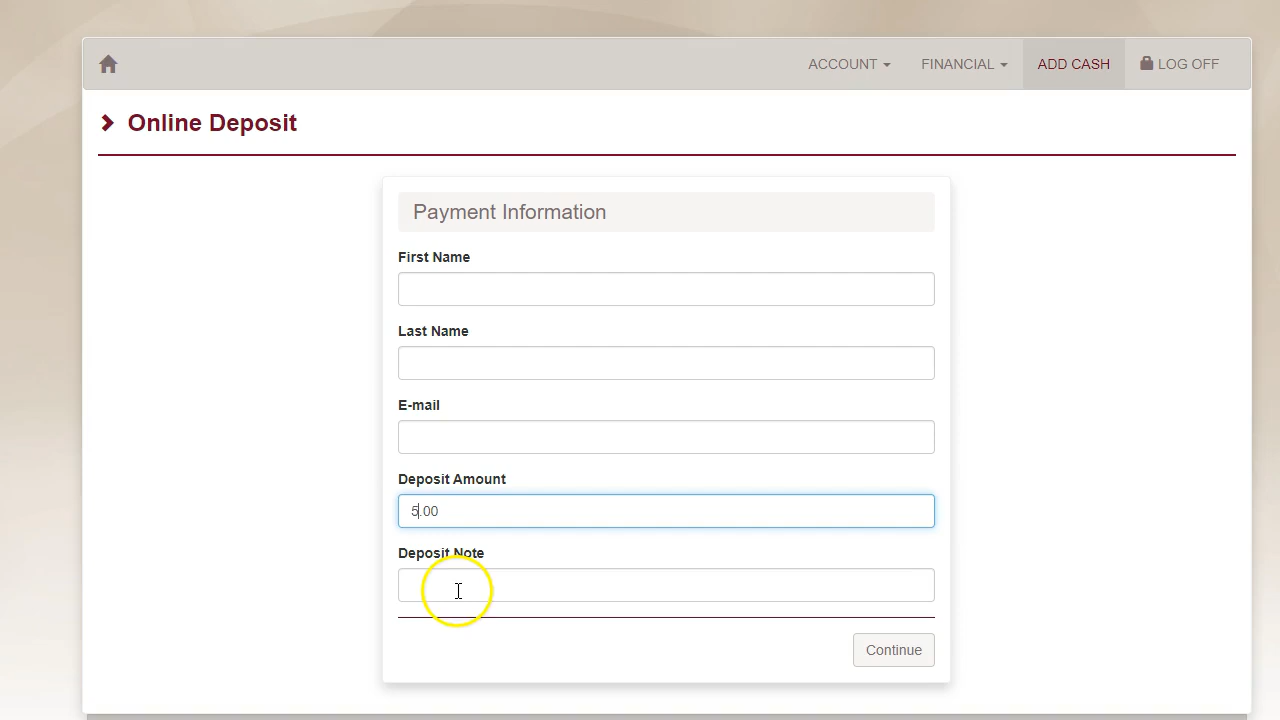 ACCOUNT FINANCIAL ADD CASH LOG OFF
Online Deposit
Payment Information
First Name
Last Name
E-mail
Deposit Amount
5.00
Deposit Note
Continue